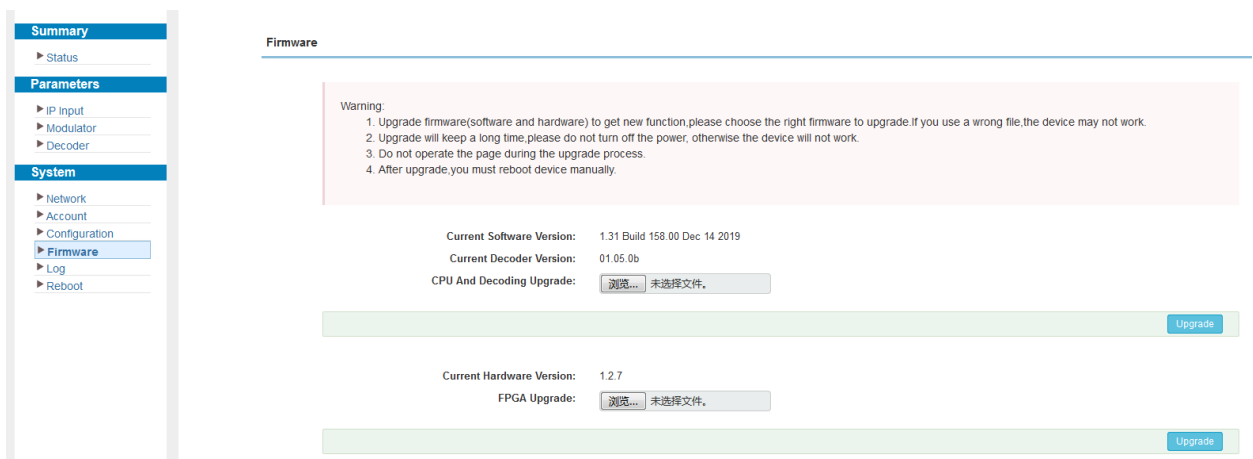 Summary
Status
Parameters
IP Input
Modulator
Decoder
System
Network
Account
Configuration
Firmware
Log
Reboot
Firmware
Warning:
1. Upgrade firmware(software and hardware) to get new function,please choose the right firmware to upgrade.If you use a wrong file,the device may not work.
2. Upgrade will keep a long time,please do not turn off the power, otherwise the device will not work.
3. Do not operate the page during the upgrade process.
4. After upgrade,you must reboot device manually.
Current Software Version: 1.31 Build 158.00 Dec 14 2019
Current Decoder Version: 01.05.0b
CPU And Decoding Upgrade: 浏览... 未选择文件。
Upgrade
Current Hardware Version: 1.2.7
FPGA Upgrade: 浏览... 未选择文件。
Upgrade